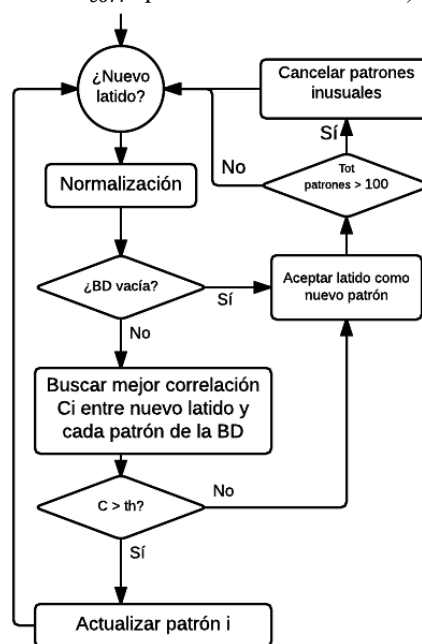 ¿Nuevo
latido?
Cancelar patrones
inusuales
Sí
No
Tot
patrones > 100
Normalización
¿BD vacía?
Sí
Aceptar latido como
nuevo patrón
No
Buscar mejor correlación
Ci entre nuevo latido y
cada patrón de la BD
C > th?
No
Sí
Actualizar patrón i